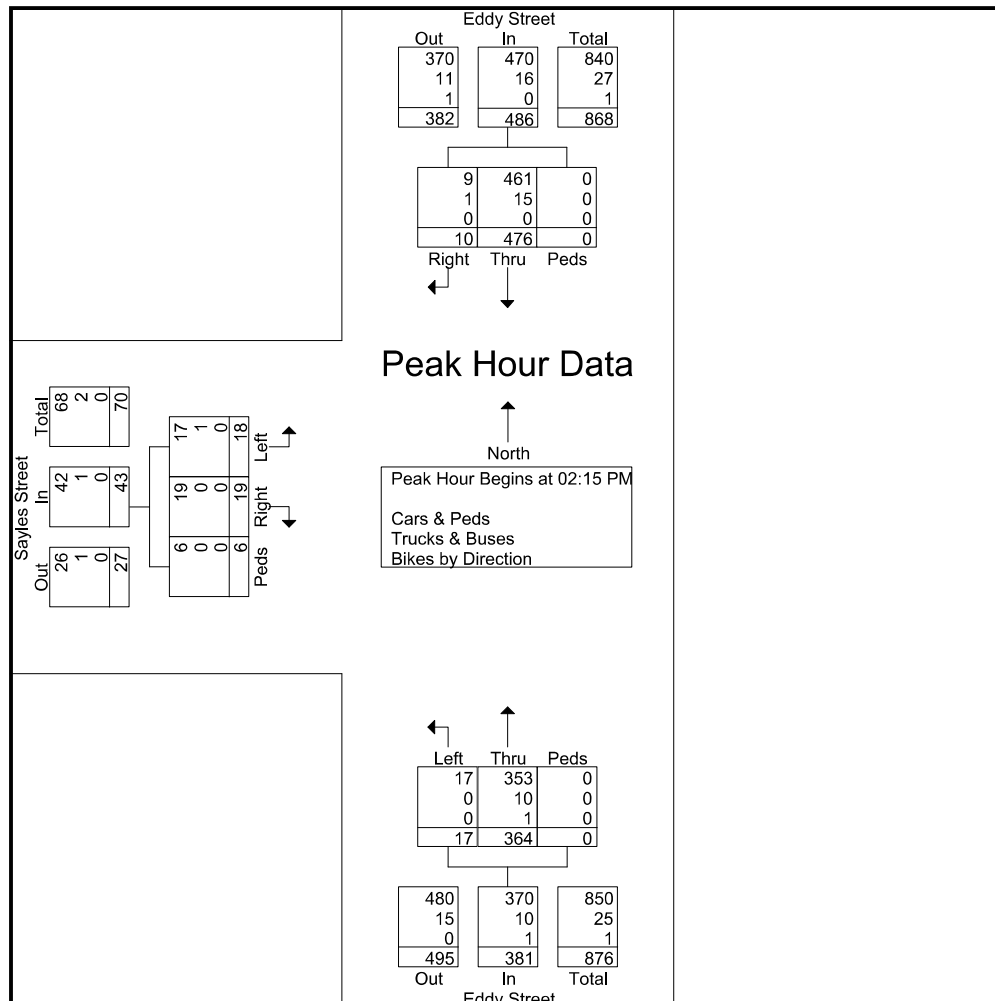 Eddy Street
Out In Total
370 470 840
11 16 27
1 0 1
382 486 868
9 461 0
1 15 0
0 0 0
10 476 0
Right Thru Peds
Peak Hour Data
North
Peak Hour Begins at 02:15 PM
Cars & Peds
Trucks & Buses
Bikes by Direction
Sayles Street
Out In Total
26 42 68
1 1 2
0 0 0
27 43 70
6 19 17
0 0 1
0 0 0
6 19 18
Peds Right Left
Left Thru Peds
17 353 0
0 10 0
0 1 0
17 364 0
480 370 850
15 10 25
0 1 1
495 381 876
Out In Total
Eddy Street